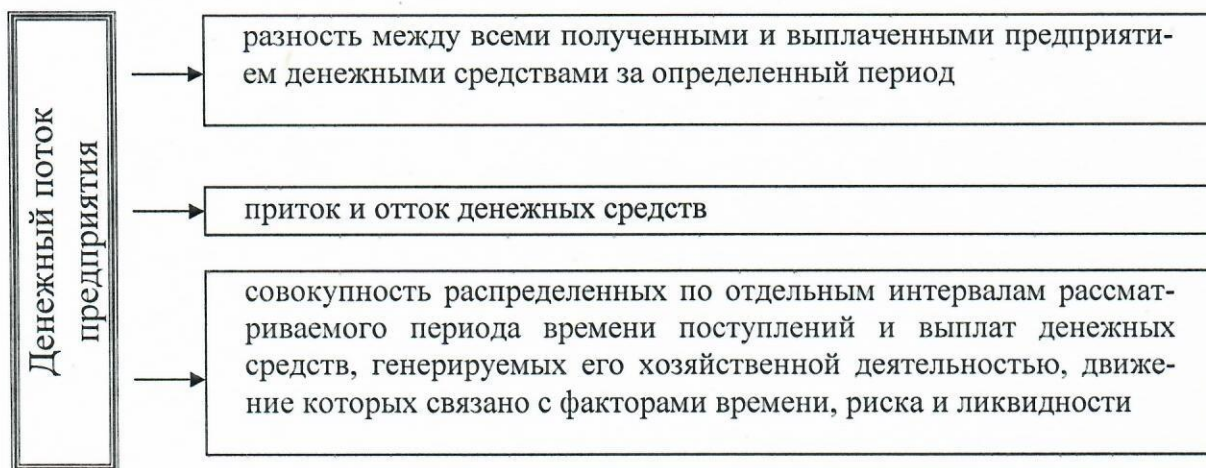 Денежный поток
предприятия
разность между всеми полученными и выплаченными предприяти-
ем денежными средствами за определенный период
приток и отток денежных средств
совокупность распределенных по отдельным интервалам рассмат-
риваемого периода времени поступлений и выплат денежных
средств, генерируемых его хозяйственной деятельностью, движе-
ние которых связано с факторами времени, риска и ликвидности